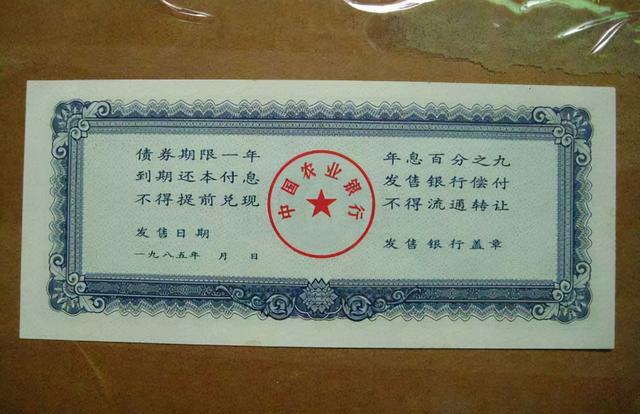 债券期限一年
到期还本付息
不得提前兑现
发售日期
一九八五年 月 日
中国农业银行
年息百分之九
发售银行偿付
不得流通转让
发售银行盖章